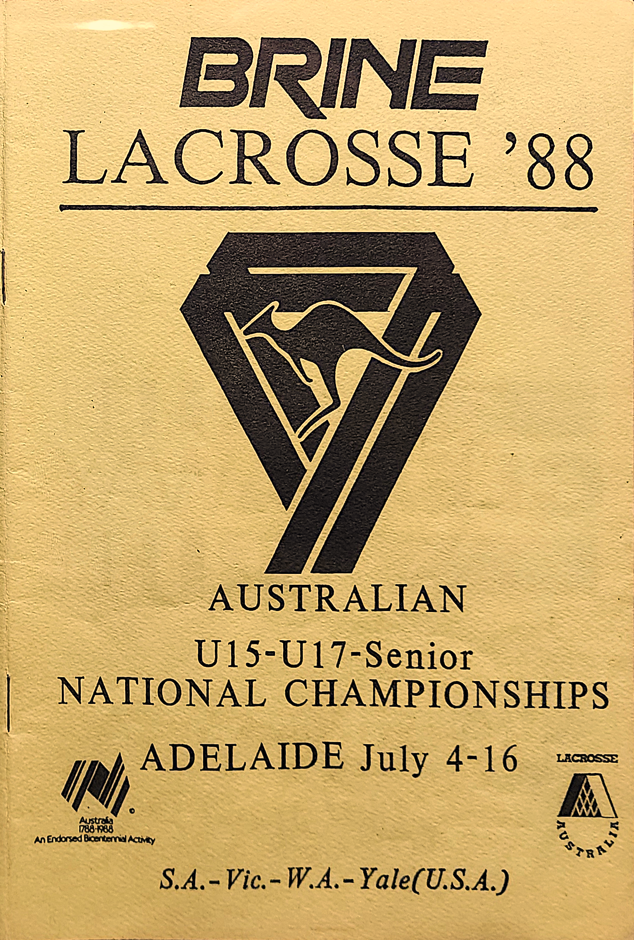 BRINE
LACROSSE '88
AUSTRALIAN
U15-U17-Senior
NATIONAL CHAMPIONSHIPS
ADELAIDE July 4-16
Australia
1788-1988
An Endorsed Bicentennial Activity
©
LACROSSE
AUSTRALIA
S.A.-Vic.-W.A.-Yale(U.S.A.)